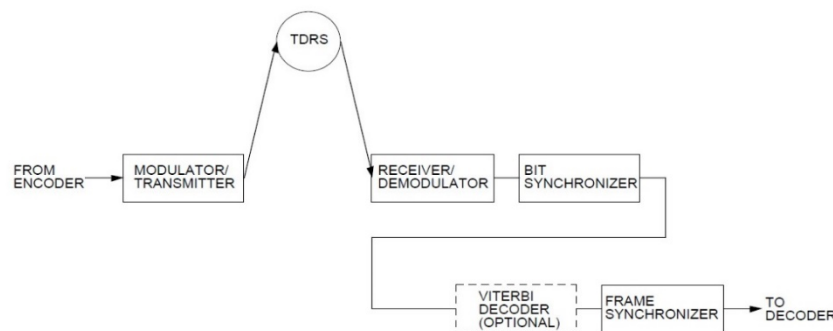 TDRS
FROM
ENCODER
MODULATOR/
TRANSMITTER
RECEIVER/
DEMODULATOR
BIT
SYNCHRONIZER
VITERBI
DECODER
(OPTIONAL)
FRAME
SYNCHRONIZER
TO
DECODER